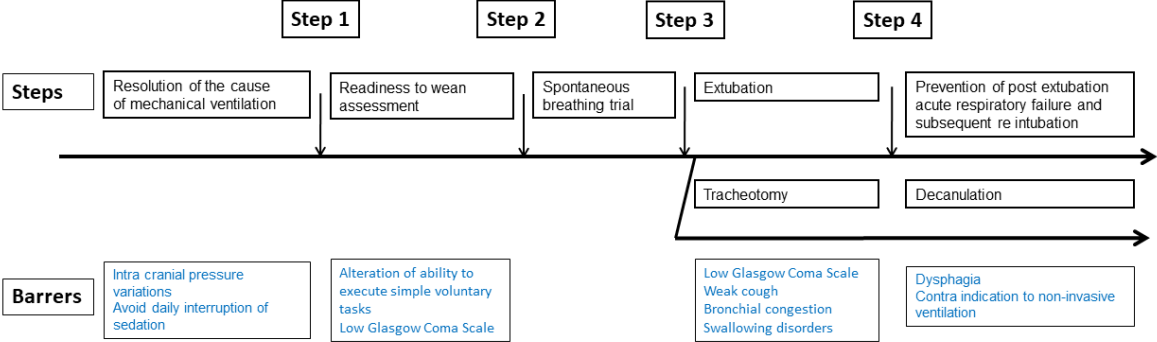 Step 1
Step 2
Step 3
Step 4
Steps
Resolution of the cause
of mechanical ventilation
Readiness to wean
assessment
Spontaneous
breathing trial
Extubation
Prevention of post extubation
acute respiratory failure and
subsequent re intubation
Tracheotomy
Decanulation
Barrers
Intra cranial pressure
variations
Avoid daily interruption of
sedation
Alteration of ability to
execute simple voluntary
tasks
Low Glasgow Coma Scale
Low Glasgow Coma Scale
Weak cough
Bronchial congestion
Swallowing disorders
Dysphagia
Contra indication to non-invasive
ventilation